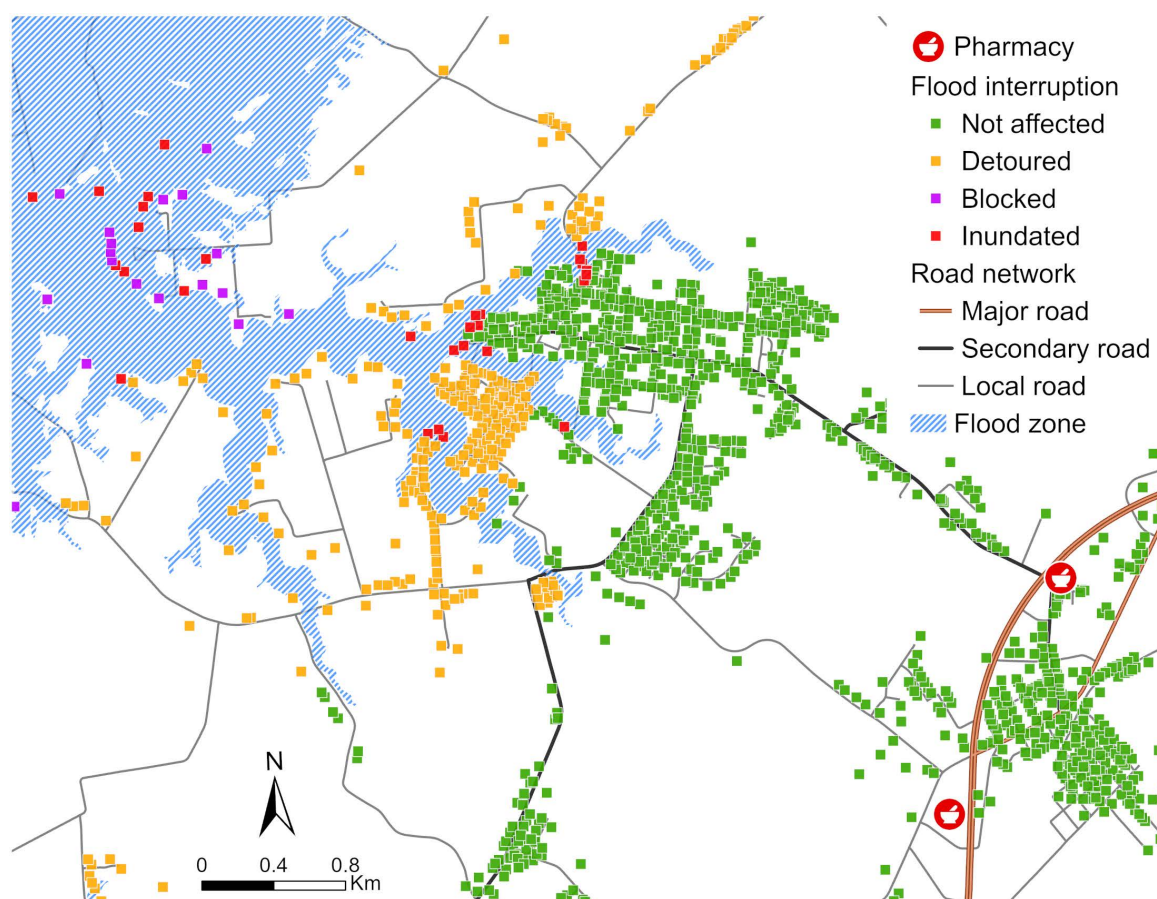 Pharmacy
Flood interruption
Not affected
Detoured
Blocked
Inundated
Road network
Major road
Secondary road
Local road
Flood zone
N
0 0.4 0.8
Km